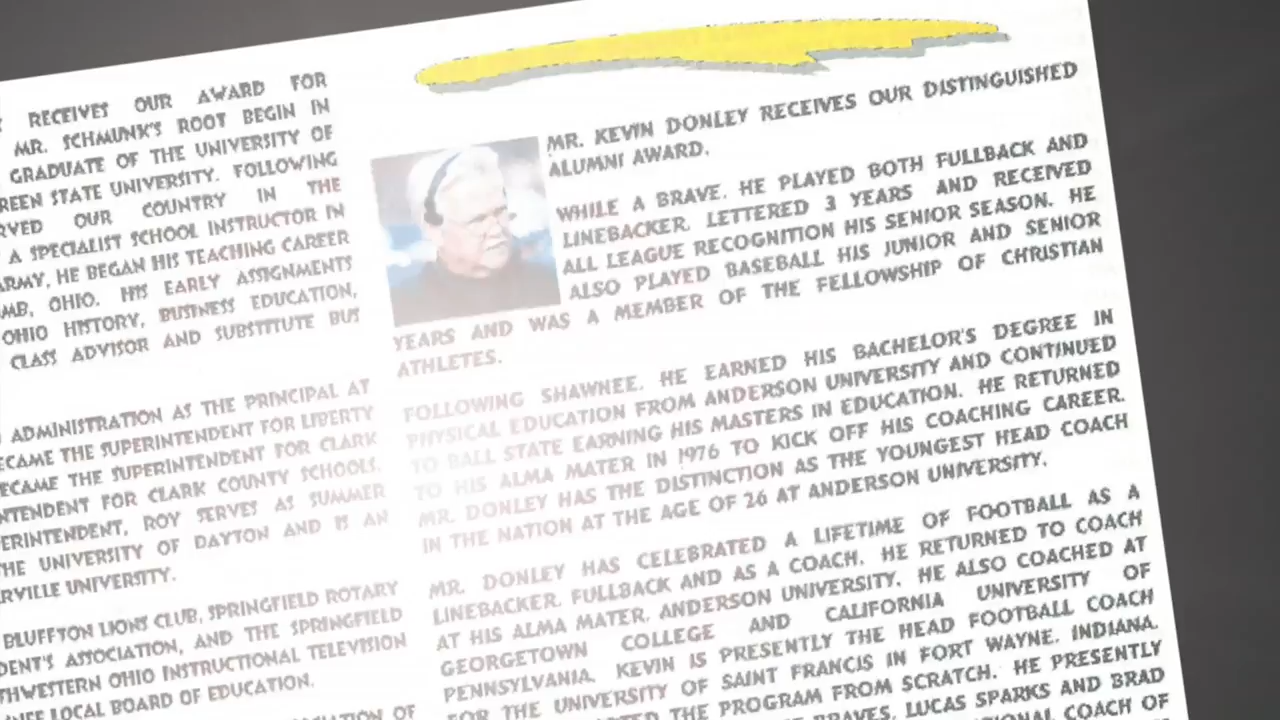 RECEIVES OUR AWARD FOR
MR. SCHMUNK'S ROOT BEGIN IN
GRADUATE OF THE UNIVERSITY OF
STATE UNIVERSITY. FOLLOWING
OUR COUNTRY IN THE
A SPECIALIST SCHOOL INSTRUCTOR IN
ARMY, HE BEGAN HIS TEACHING CAREER
OHIO. HIS EARLY ASSIGNMENTS
OHIO HISTORY, BUSINESS EDUCATION,
CLASS ADVISOR AND SUBSTITUTE BUS
ADMINISTRATION AS THE PRINCIPAL AT
THE SUPERINTENDENT FOR LIBERTY
THE SUPERINTENDENT FOR CLARK
FOR CLARK COUNTY SCHOOLS.
ROY SERVES AS SUMMER
UNIVERSITY OF DAYTON AND IS AN
UNIVERSITY.
BLUFFTON LIONS CLUB, SPRINGFIELD ROTARY
ASSOCIATION, AND THE SPRINGFIELD
OHIO INSTRUCTIONAL TELEVISION
LOCAL BOARD OF EDUCATION.
OF
MR. KEVIN DONLEY RECEIVES OUR DISTINGUISHED
ALUMNI AWARD.
WHILE A BRAVE, HE PLAYED BOTH FULLBACK AND
LINEBACKER, LETTERED 3 YEARS AND RECEIVED
ALL LEAGUE RECOGNITION HIS SENIOR SEASON. HE
ALSO PLAYED BASEBALL HIS JUNIOR AND SENIOR
YEARS AND WAS A MEMBER OF THE FELLOWSHIP OF CHRISTIAN
ATHLETES.
FOLLOWING SHAWNEE, HE EARNED HIS BACHELOR'S DEGREE IN
PHYSICAL EDUCATION FROM ANDERSON UNIVERSITY AND CONTINUED
TO BALL STATE EARNING HIS MASTERS IN EDUCATION. HE RETURNED
TO HIS ALMA MATER IN 1976 TO KICK OFF HIS COACHING CAREER.
MR. DONLEY HAS THE DISTINCTION AS THE YOUNGEST HEAD COACH
IN THE NATION AT THE AGE OF 26 AT ANDERSON UNIVERSITY.
MR. DONLEY HAS CELEBRATED A LIFETIME OF FOOTBALL AS A
LINEBACKER, FULLBACK AND AS A COACH. HE RETURNED TO COACH
AT HIS ALMA MATER, ANDERSON UNIVERSITY. HE ALSO COACHED AT
GEORGETOWN COLLEGE AND CALIFORNIA UNIVERSITY OF
PENNSYLVANIA. KEVIN IS PRESENTLY THE HEAD FOOTBALL COACH
FOR THE UNIVERSITY OF SAINT FRANCIS IN FORT WAYNE, INDIANA.
THE PROGRAM FROM SCRATCH. HE PRESENTLY
BRAVES, LUCAS SPARKS AND BRAD
COACH OF